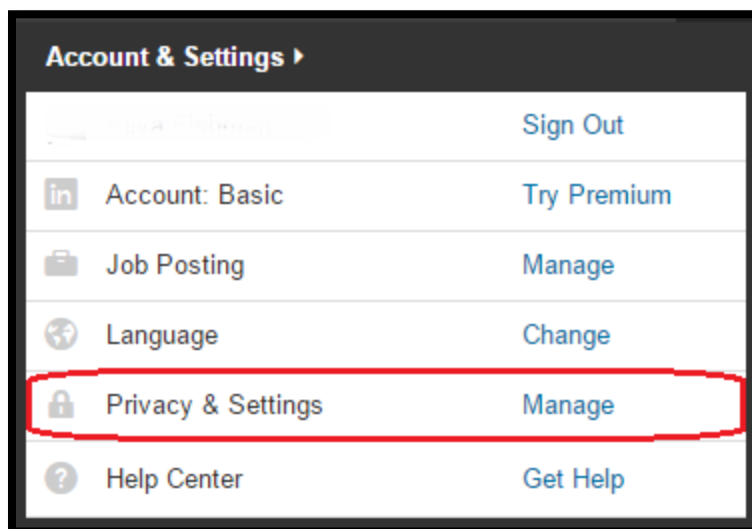 Account & Settings
Sign Out
in Account: Basic Try Premium
Job Posting Manage
Language Change
Privacy & Settings Manage
? Help Center Get Help